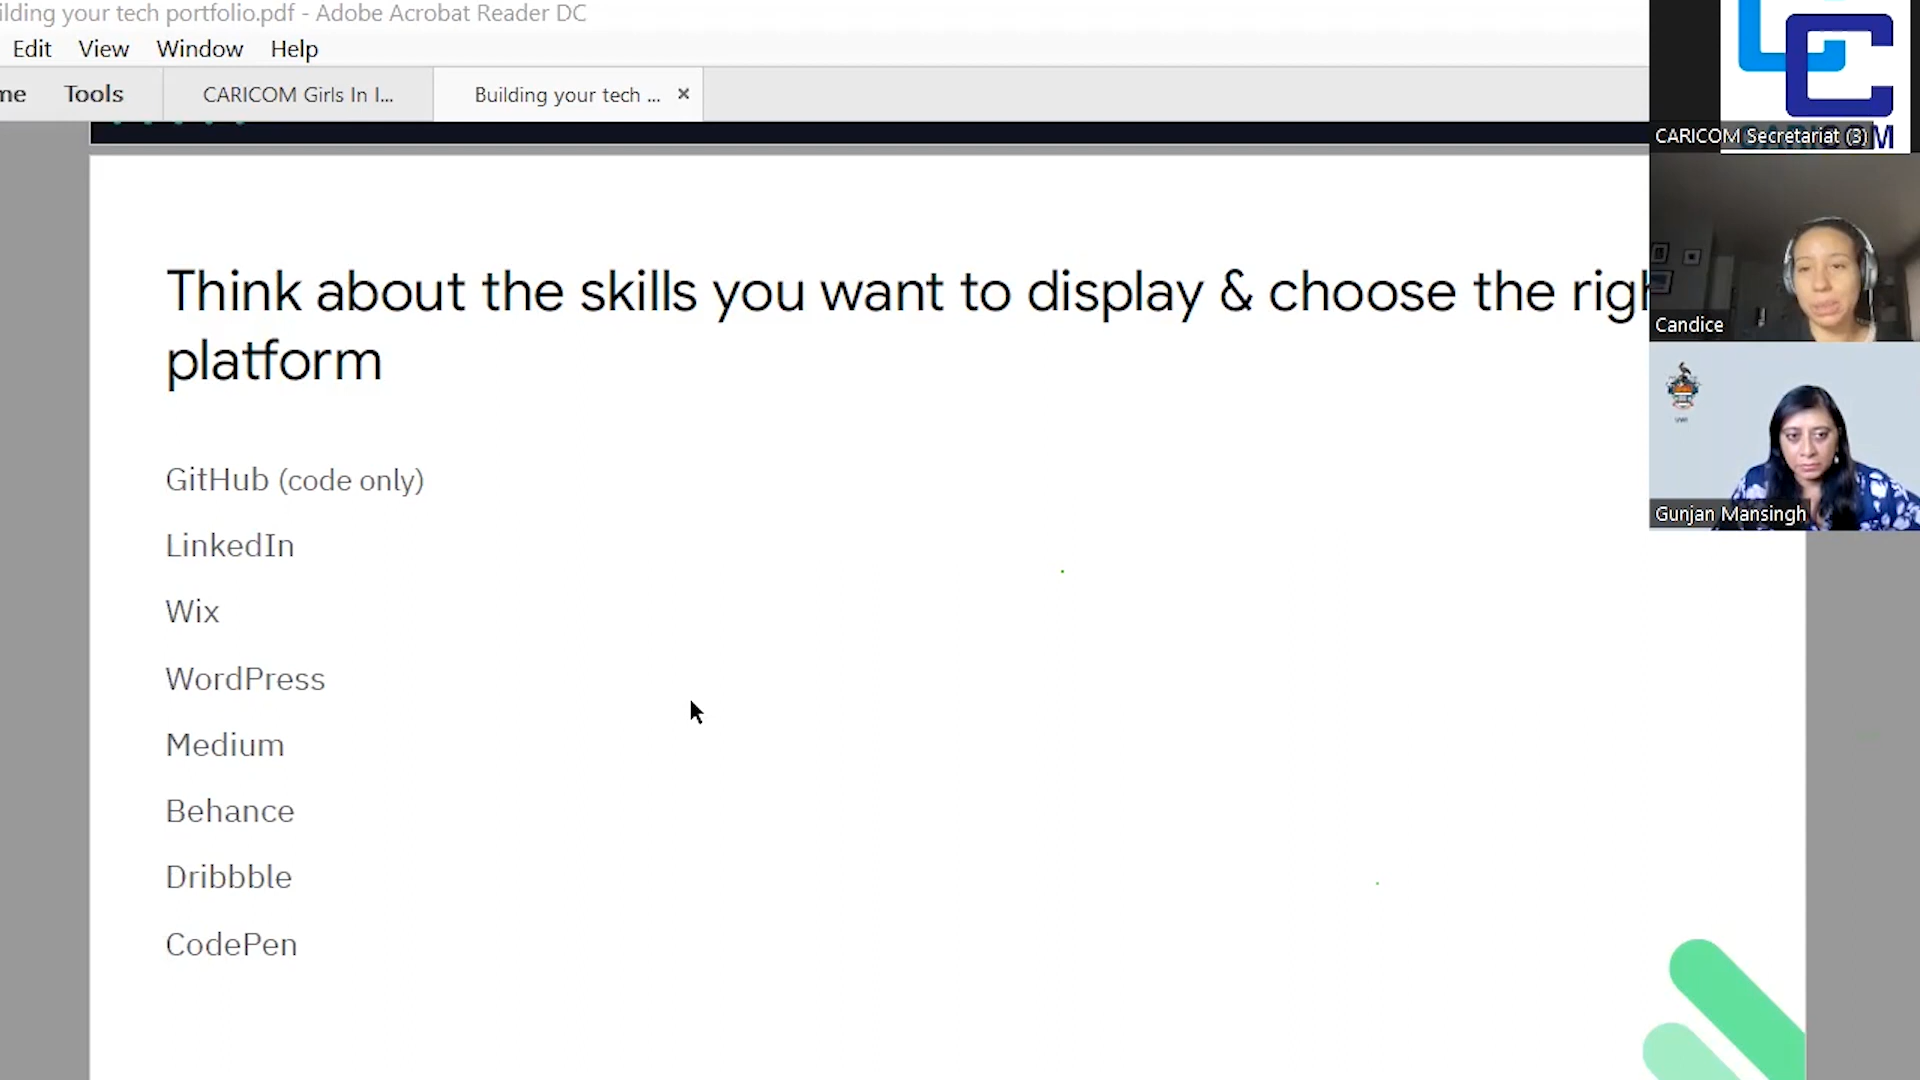 ilding your tech portfolio.pdf - Adobe Acrobat Reader DC
Edit View Window Help
me Tools CARICOM Girls In I... Building your tech ... ×
CARICOM Secretariat (3)
Think about the skills you want to display & choose the righ
platform
Candice
GitHub (code only)
Gunjan Mansingh
LinkedIn
Wix
WordPress
Medium
Behance
Dribbble
CodePen